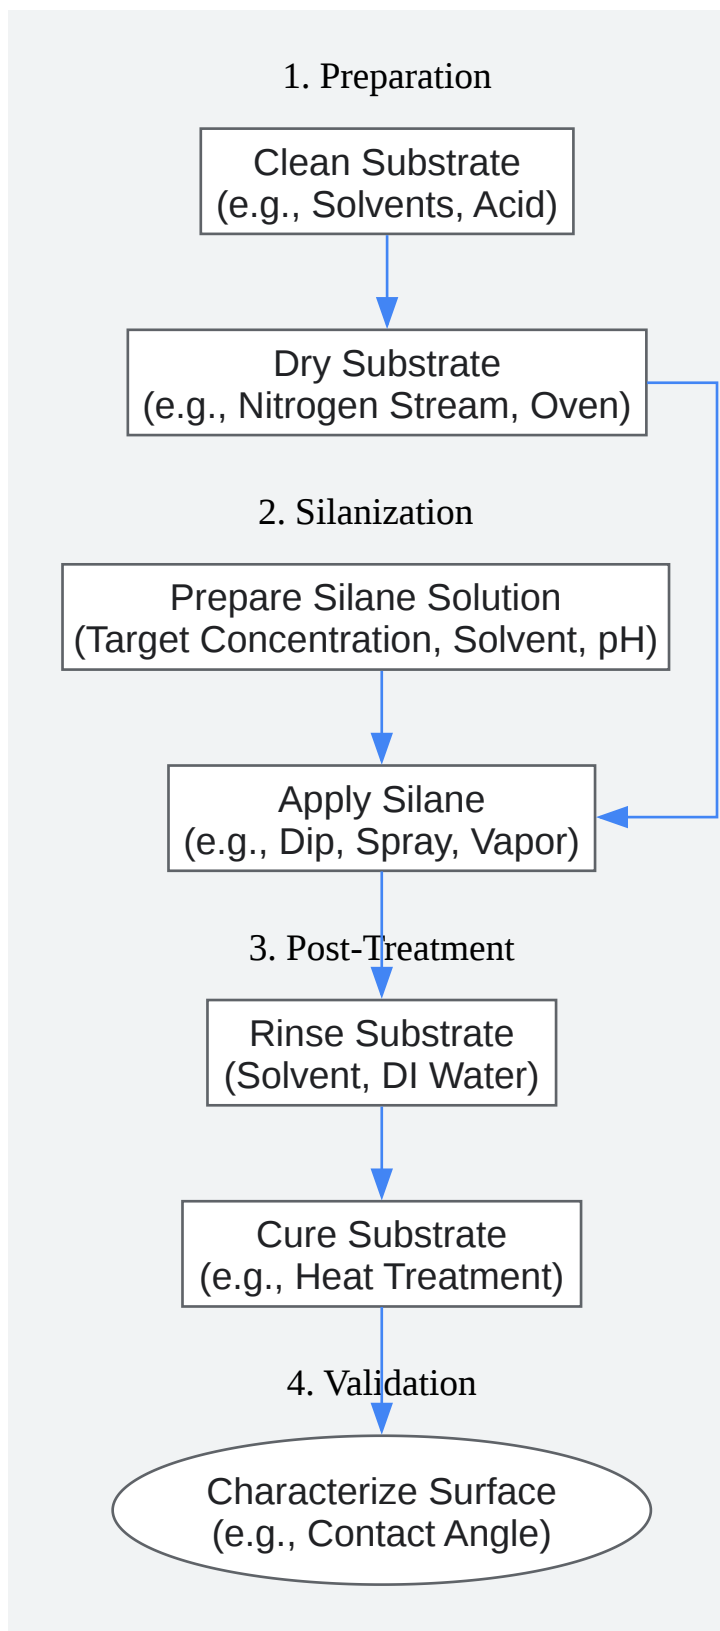 1. Preparation
Clean Substrate
(e.g., Solvents, Acid)
Dry Substrate
(e.g., Nitrogen Stream, Oven)
2. Silanization
Prepare Silane Solution
(Target Concentration, Solvent, pH)
Apply Silane
(e.g., Dip, Spray, Vapor)
3. Post-Treatment
Rinse Substrate
(Solvent, DI Water)
Cure Substrate
(e.g., Heat Treatment)
4. Validation
Characterize Surface
(e.g., Contact Angle)